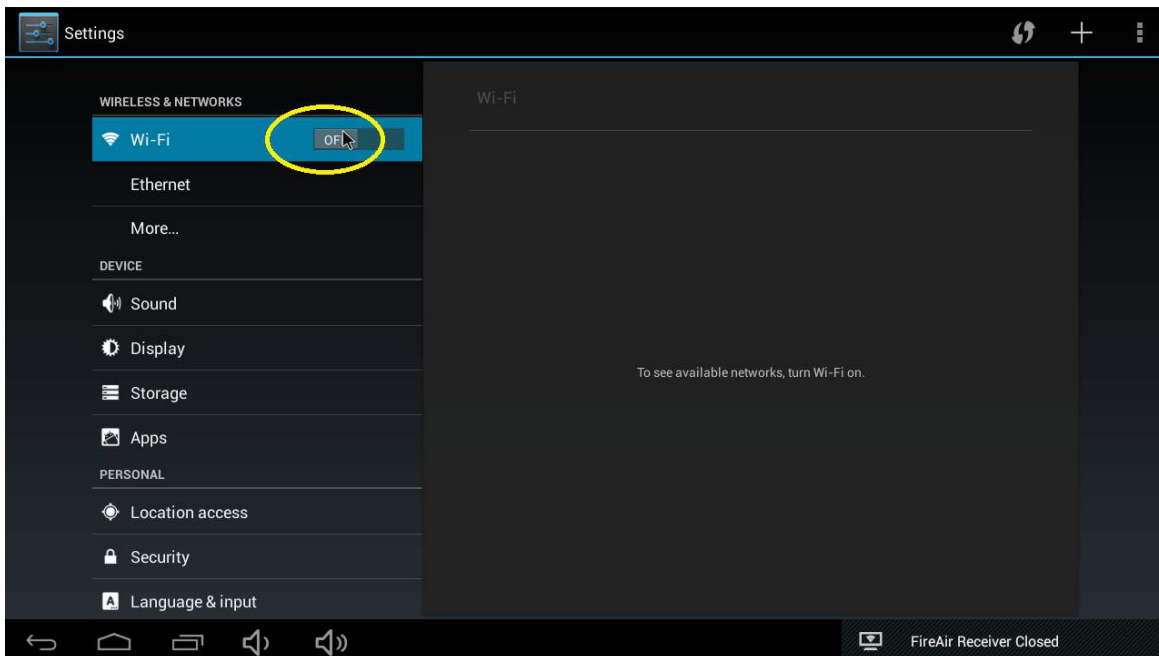 Settings
WIRELESS & NETWORKS
Wi-Fi
OF
Ethernet
More...
DEVICE
Sound
Display
Storage
Apps
PERSONAL
Location access
Security
Language & input
Wi-Fi
To see available networks, turn Wi-Fi on.
FireAir Receiver Closed